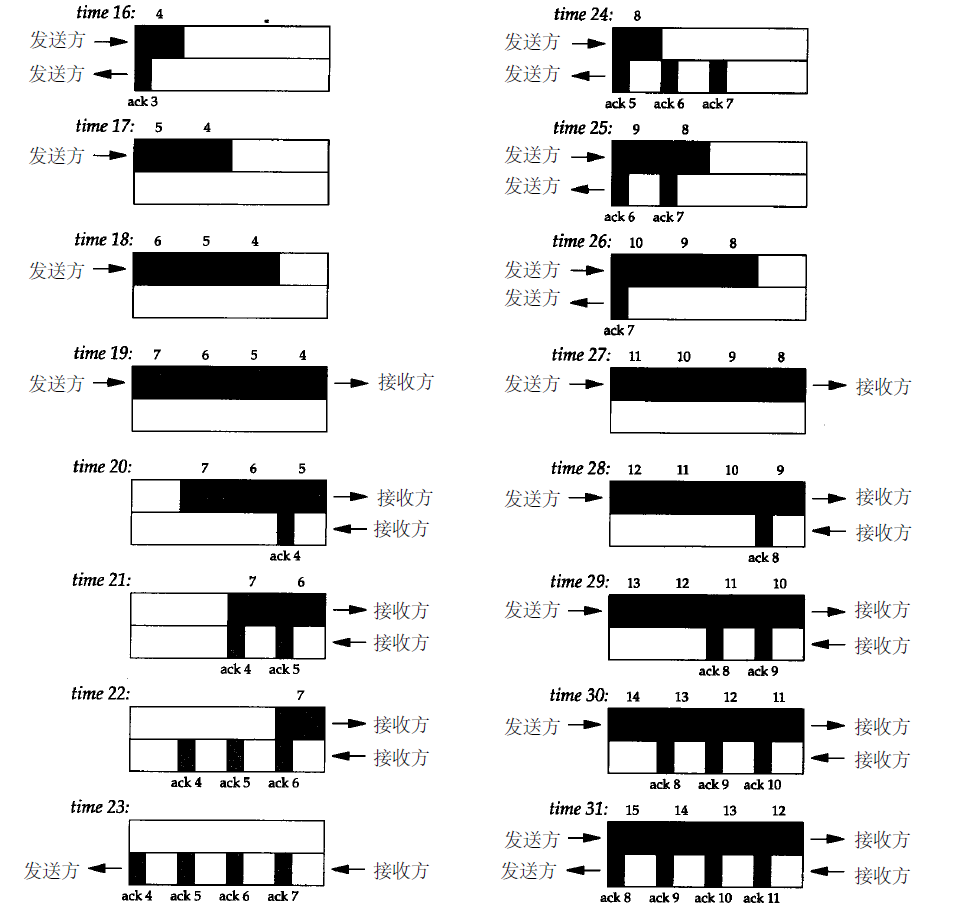 time 16: 4
发送方
发送方
ack 3
time 17: 5 4
发送方
time 18: 6 5 4
发送方
time 19: 7 6 5 4
发送方 接收方
time 20: 7 6 5
接收方
接收方
ack 4
time 21: 7 6
接收方
接收方
ack 4 ack 5
time 22: 7
接收方
接收方
ack 4 ack 5 ack 6
time 23:
发送方 接收方
ack 4 ack 5 ack 6 ack 7
time 24: 8
发送方
发送方
ack 5 ack 6 ack 7
time 25: 9 8
发送方
发送方
ack 6 ack 7
time 26: 10 9 8
发送方
发送方
ack 7
time 27: 11 10 9 8
发送方 接收方
time 28: 12 11 10 9
发送方 接收方
接收方
ack 8
time 29: 13 12 11 10
发送方 接收方
接收方
ack 8 ack 9
time 30: 14 13 12 11
发送方 接收方
接收方
ack 8 ack 9 ack 10
time 31: 15 14 13 12
发送方 接收方
发送方 接收方
ack 8 ack 9 ack 10 ack 11